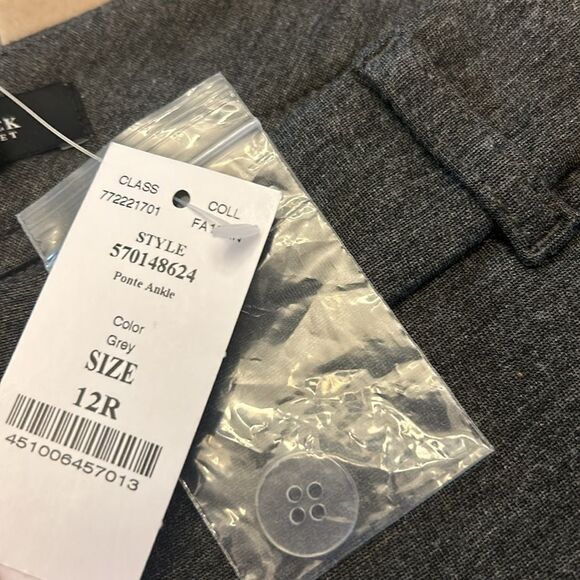 CLASS
772221701
COLL
STYLE
570148624
Ponte Ankle
Color
Grey
SIZE
12R
451006457013